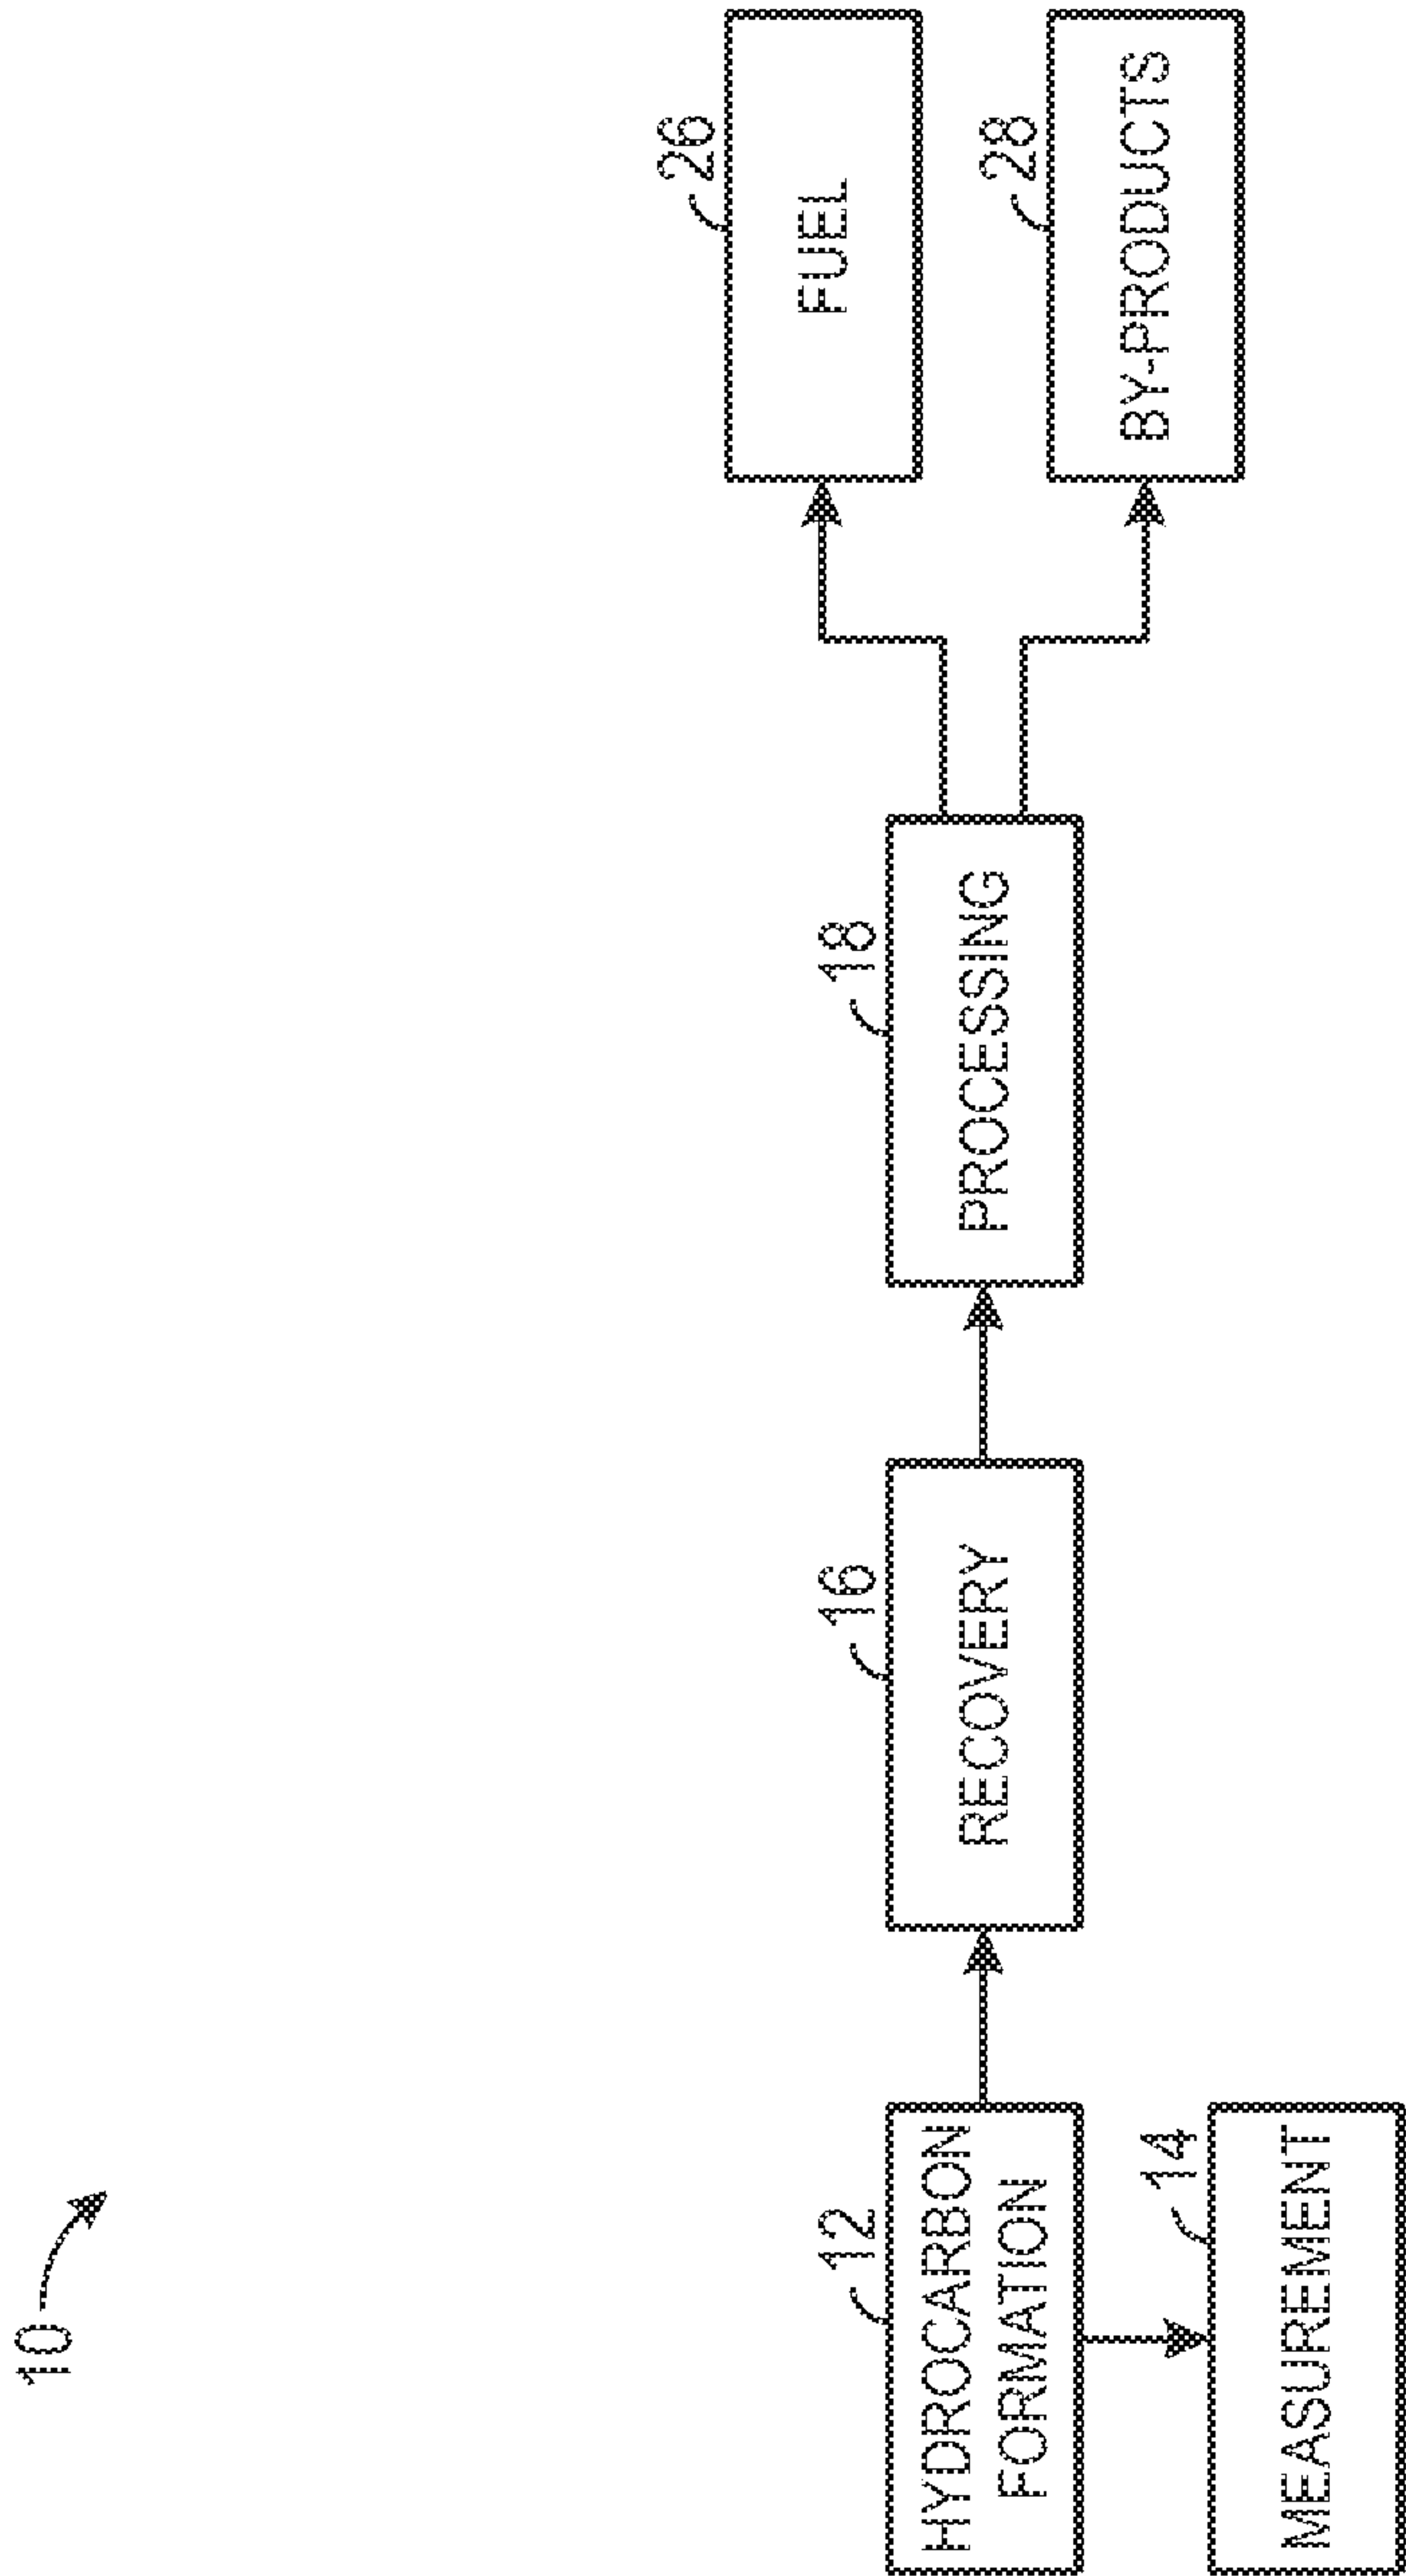 10
12
HYDROCARBON
FORMATION
14
MEASUREMENT
16
RECOVERY
18
PROCESSING
26
FUEL
28
BY-PRODUCTS